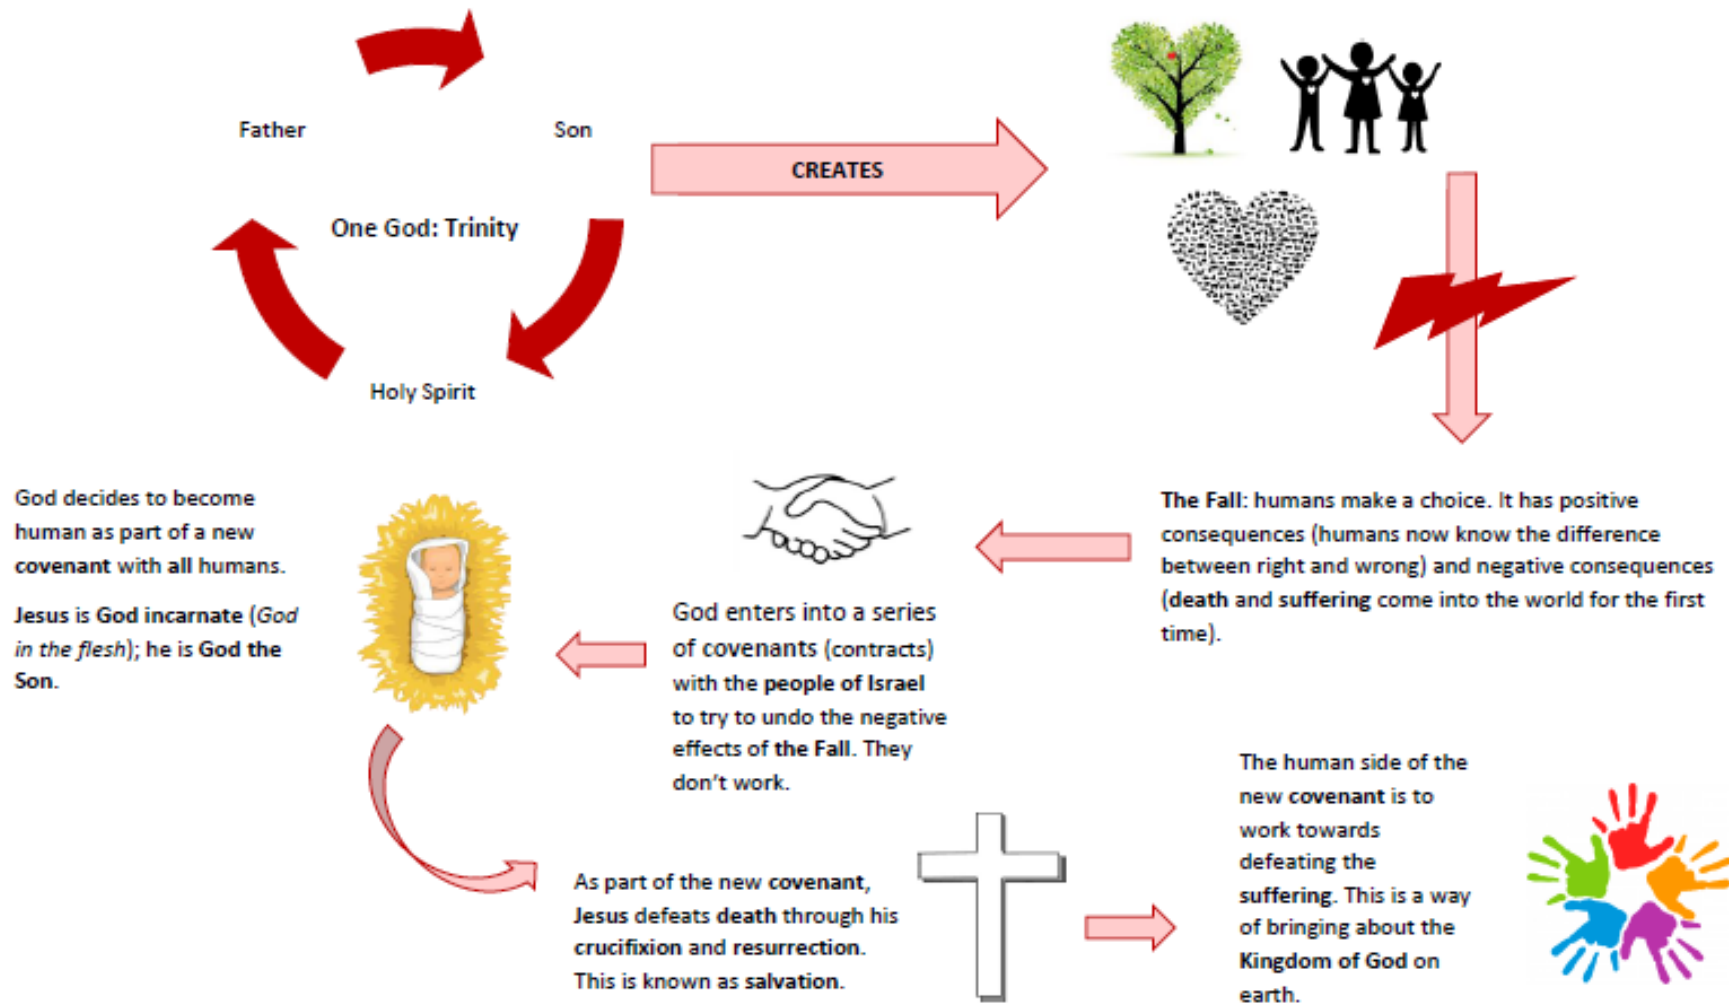 Father
Son
One God: Trinity
Holy Spirit
CREATES
The Fall: humans make a choice. It has positive
consequences (humans now know the difference
between right and wrong) and negative consequences
(death and suffering come into the world for the first
time).
God enters into a series
of covenants (contracts)
with the people of Israel
to try to undo the negative
effects of the Fall. They
don't work.
God decides to become
human as part of a new
covenant with all humans.
Jesus is God incarnate (God
in the flesh); he is God the
Son.
As part of the new covenant,
Jesus defeats death through his
crucifixion and resurrection.
This is known as salvation.
The human side of the
new covenant is to
work towards
defeating the
suffering. This is a way
of bringing about the
Kingdom of God on
earth.